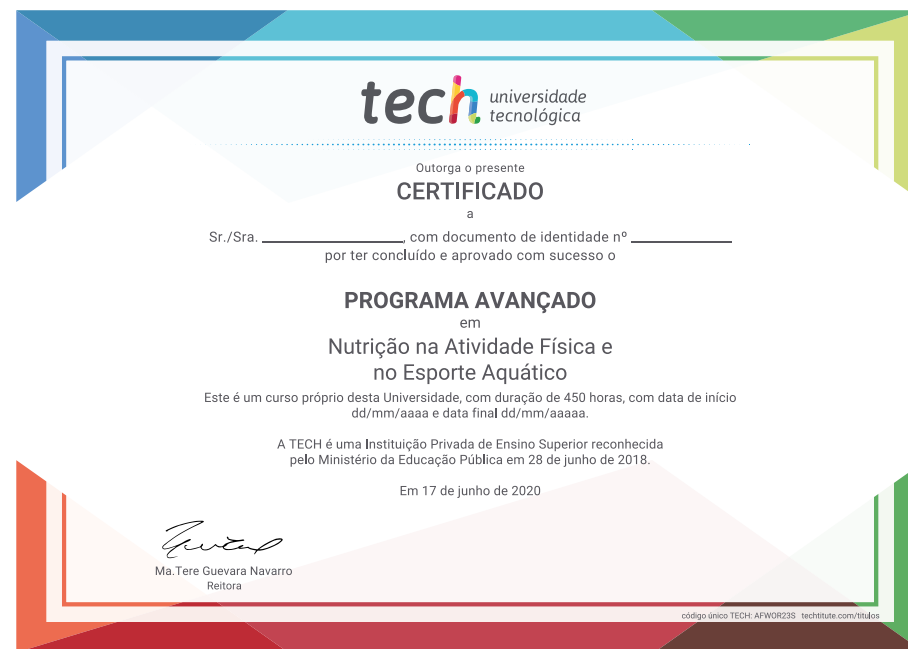 tech universidade
tecnológica
Outorga o presente
CERTIFICADO
a
Sr./Sra. , com documento de identidade nº
por ter concluído e aprovado com sucesso o
PROGRAMA AVANÇADO
em
Nutrição na Atividade Física e
no Esporte Aquático
Este é um curso próprio desta Universidade, com duração de 450 horas, com data de início
dd/mm/aaaa e data final dd/mm/aaaaa.
A TECH é uma Instituição Privada de Ensino Superior reconhecida
pelo Ministério da Educação Pública em 28 de junho de 2018.
Em 17 de junho de 2020
Ma.Tere Guevara Navarro
Reitora
código único TECH: AFWOR23S techtitute.com/titulos